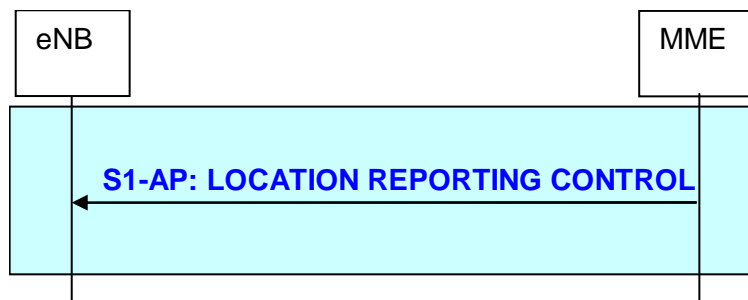 eNB
MME
S1-AP: LOCATION REPORTING CONTROL